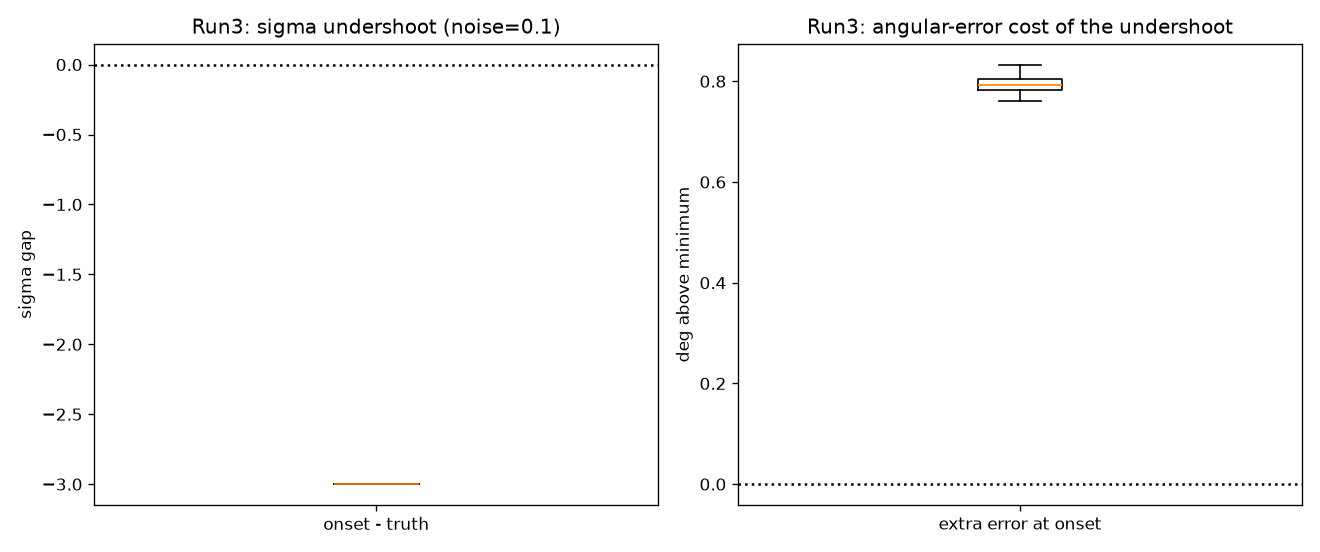 Run3: sigma undershoot (noise=0.1)
sigma gap
0.0
−0.5
−1.0
−1.5
−2.0
−2.5
−3.0
onset - truth
Run3: angular-error cost of the undershoot
deg above minimum
0.8
0.6
0.4
0.2
0.0
extra error at onset